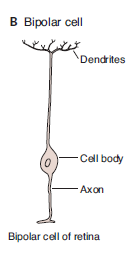 B Bipolar cell
Dendrites
Cell body
Axon
Bipolar cell of retina